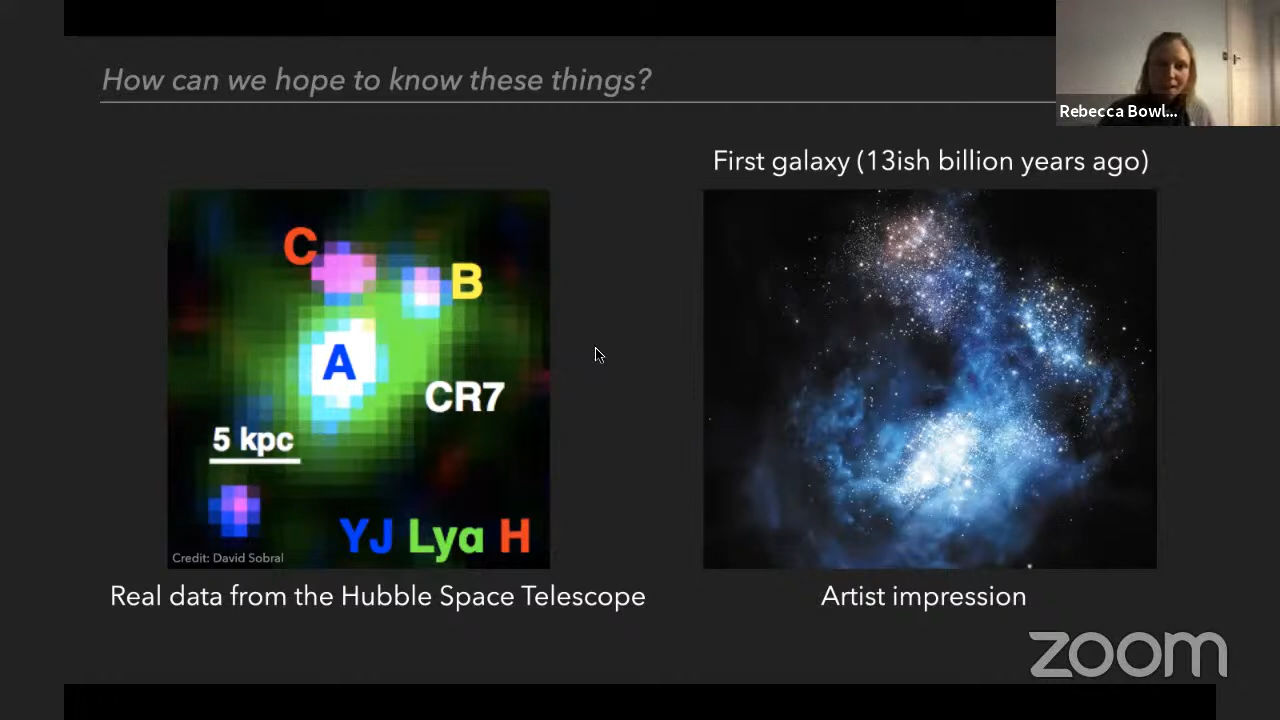 How can we hope to know these things?
Rebecca Bowl...
First galaxy (13ish billion years ago)
C
B
A
CR7
5 kpc
YJ Lyα H
Credit: David Sobral
Real data from the Hubble Space Telescope
Artist impression
zoom